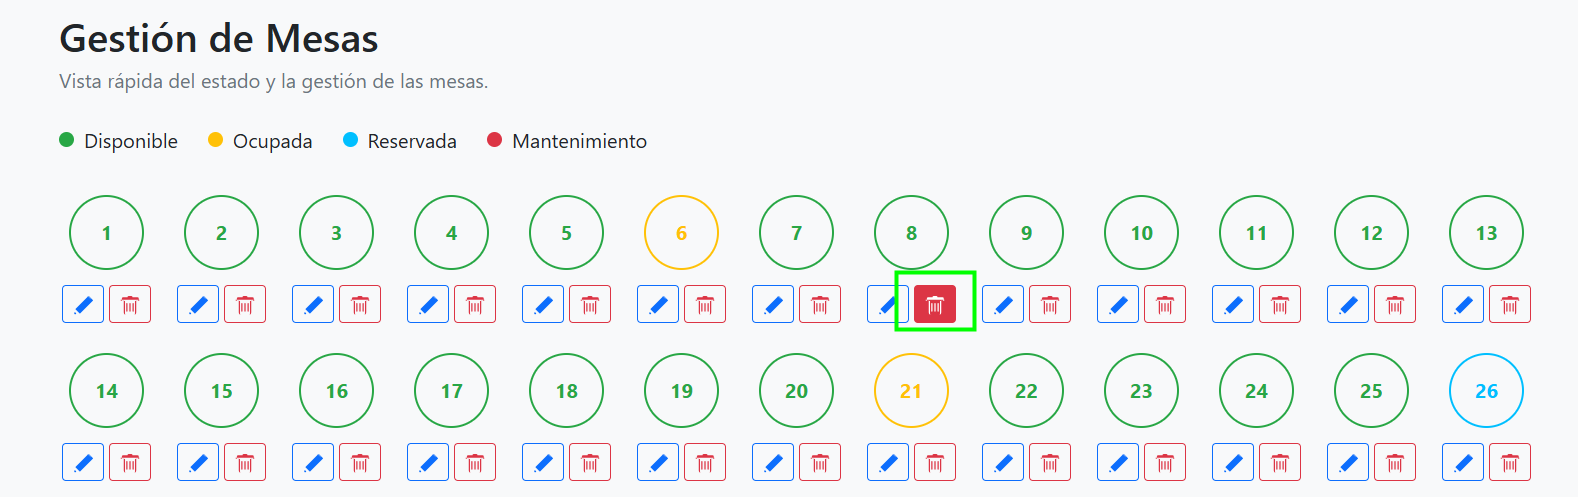 Gestión de Mesas
Vista rápida del estado y la gestión de las mesas.
Disponible Ocupada Reservada Mantenimiento
1 2 3 4 5 6 7 8 9 10 11 12 13
14 15 16 17 18 19 20 21 22 23 24 25 26